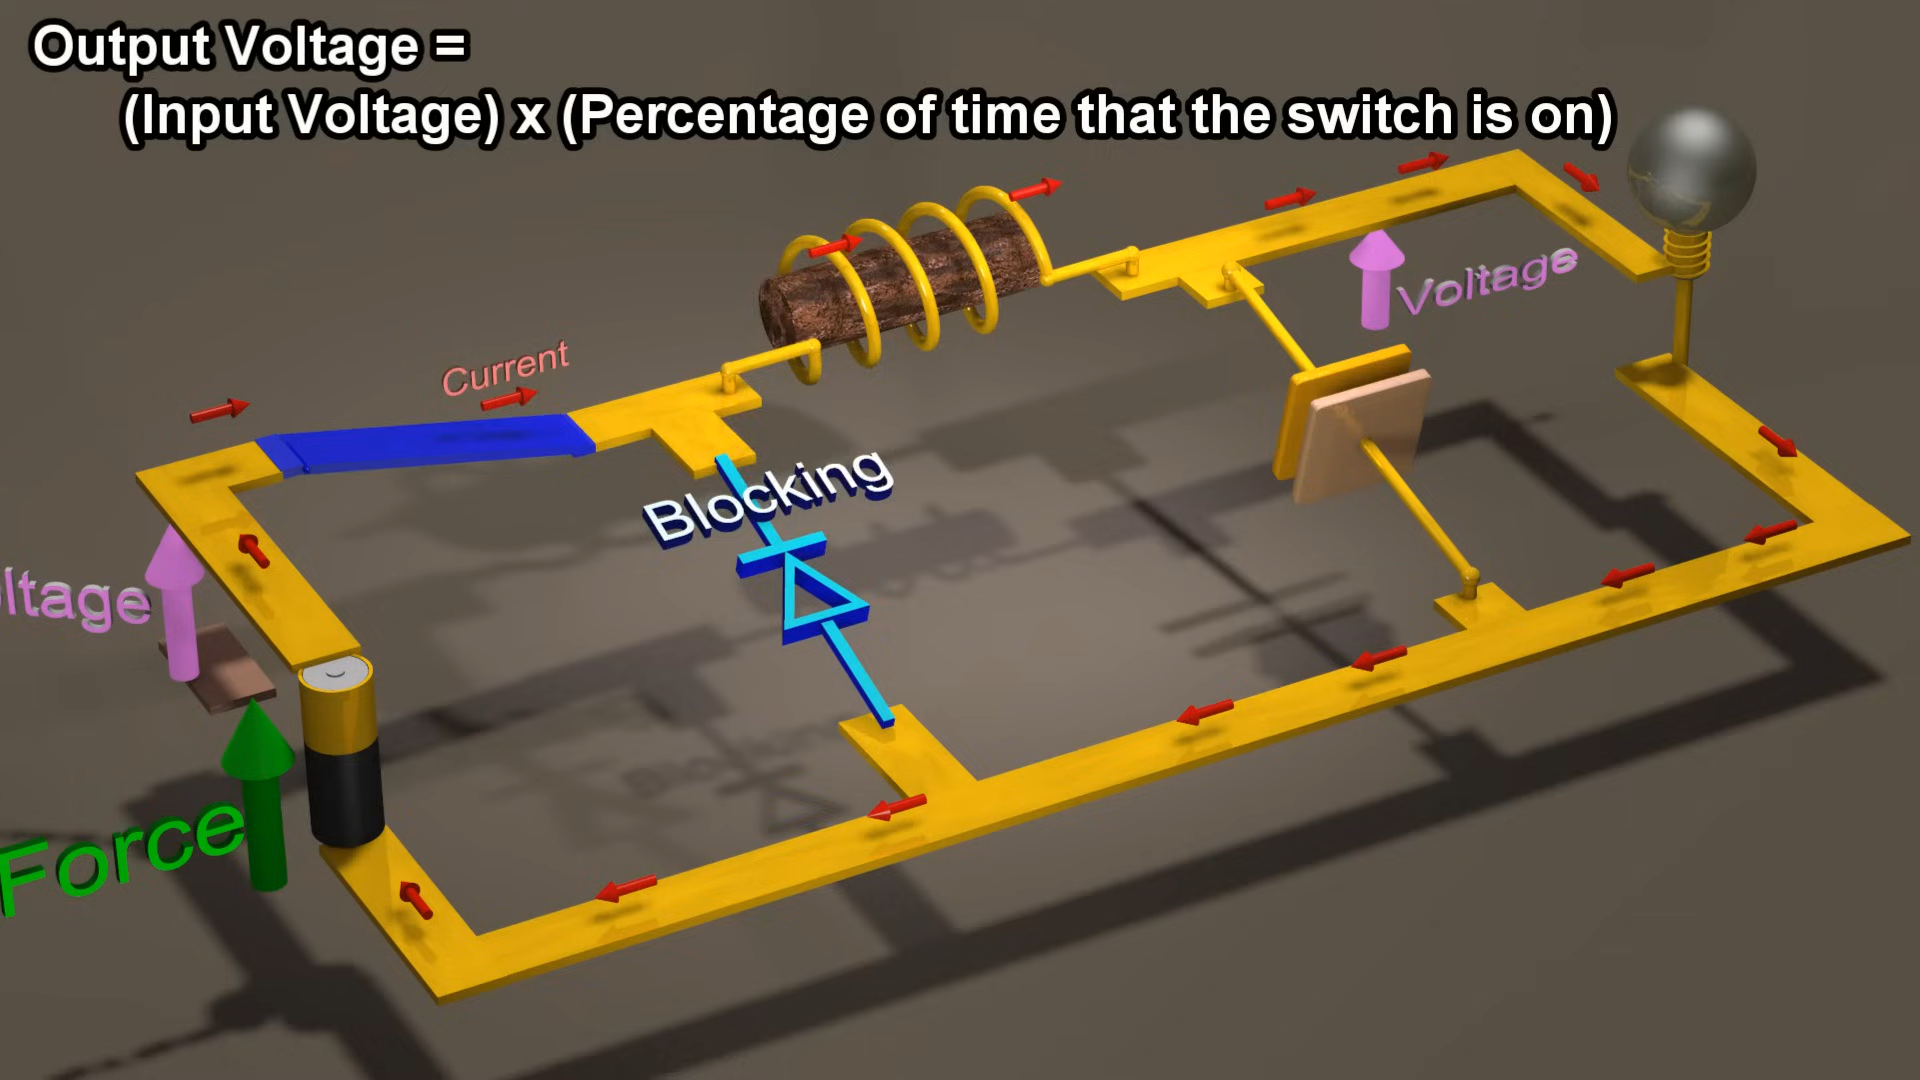 Output Voltage =
(Input Voltage) x (Percentage of time that the switch is on)
Voltage
Current
Blocking
ltage
Force